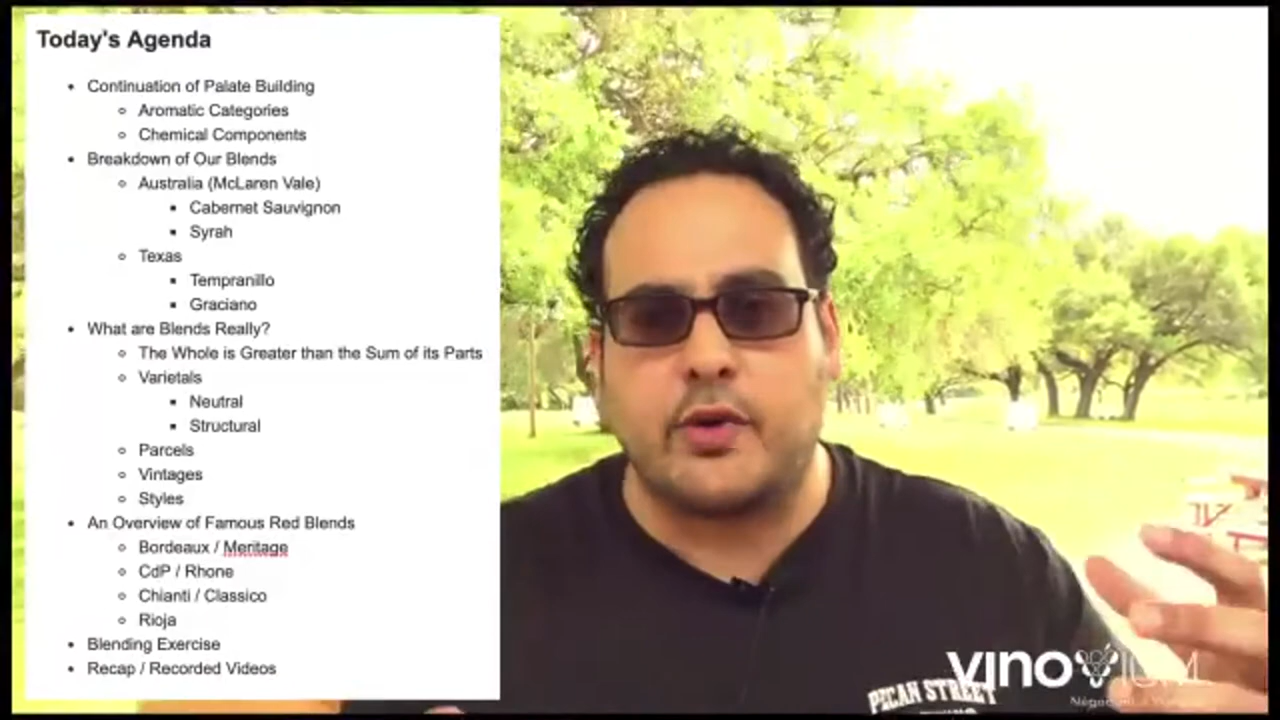 Today's Agenda
Continuation of Palate Building
Aromatic Categories
Chemical Components
Breakdown of Our Blends
Australia (McLaren Vale)
Cabernet Sauvignon
Syrah
Texas
Tempranillo
Graciano
What are Blends Really?
The Whole is Greater than the Sum of its Parts
Varietals
Neutral
Structural
Parcels
Vintages
Styles
An Overview of Famous Red Blends
Bordeaux / Meritage
CdP / Rhone
Chianti / Classico
Rioja
Blending Exercise
Recap / Recorded Videos
vino
PECAN STREET